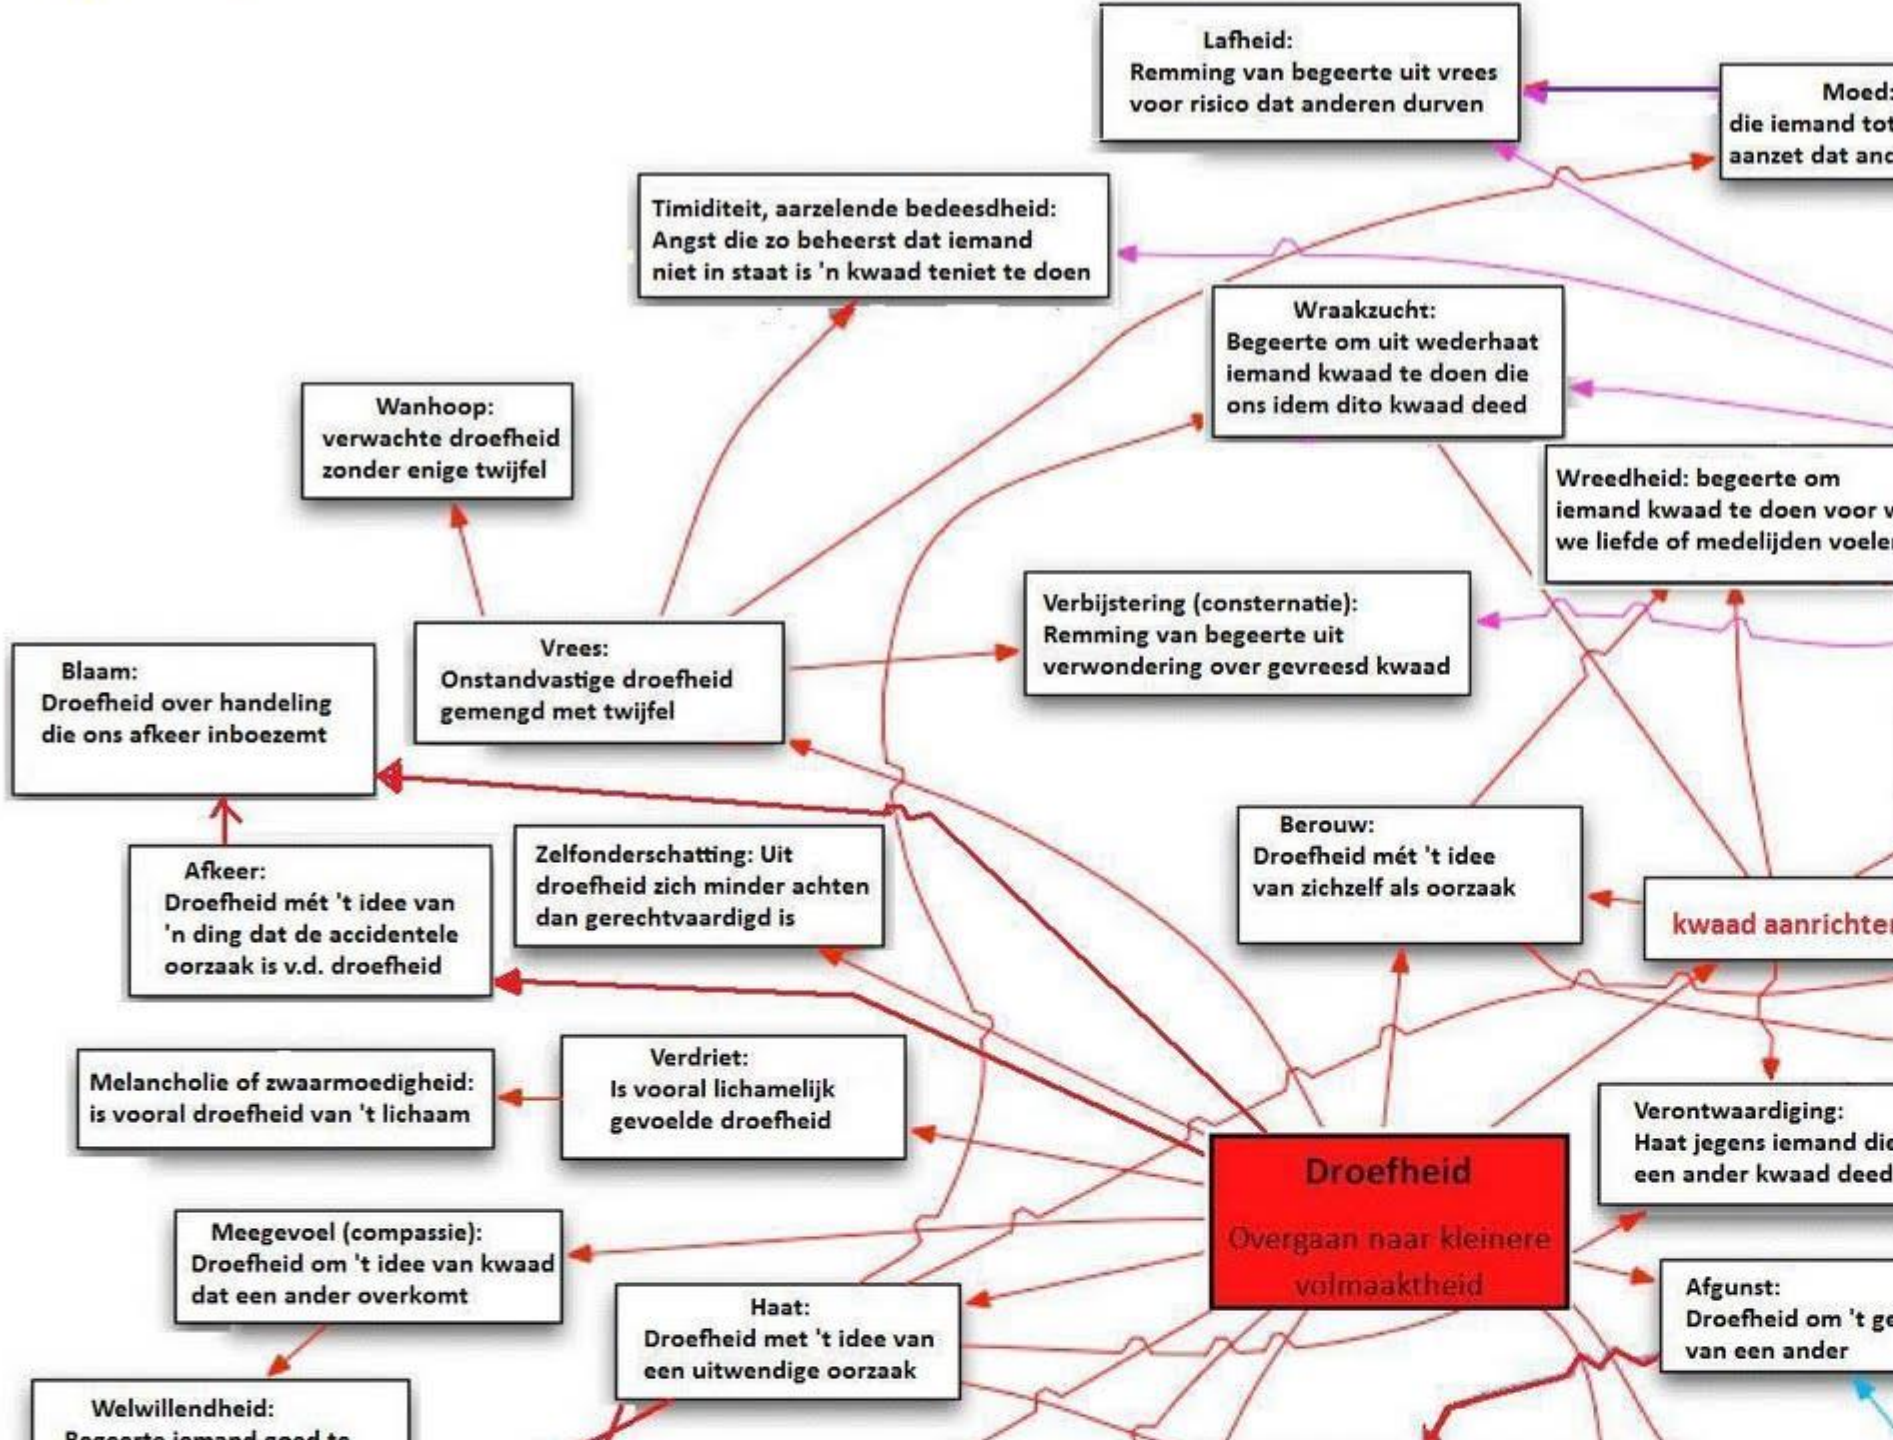 Lafheid:
Remming van begeerte uit vrees
voor risico dat anderen durven
Moed:
die iemand tot
aanzet dat
Timiditeit, aarzelende bedeesdheid:
Angst die zo beheerst dat iemand
niet in staat is 'n kwaad teniet te doen
Wraakzucht:
Begeerte om uit wederhaat
iemand kwaad te doen die
ons idem dito kwaad deed
Wanhoop:
verwachte droefheid
zonder enige twijfel
Wreedheid: begeerte om
iemand kwaad te doen voor
we liefde of medelijden
Verbijstering (consternatie):
Remming van begeerte uit
verwondering over gevreesd kwaad
Vrees:
Onstandvastige droefheid
gemengd met twijfel
Blaam:
Droefheid over handeling
die ons afkeer inboezemt
Berouw:
Droefheid mét 't idee
van zichzelf als oorzaak
Zelfonderschatting: Uit
droefheid zich minder achten
dan gerechtvaardigd is
Afkeer:
Droefheid mét 't idee van
'n ding dat de accidentele
oorzaak is v.d. droefheid
kwaad aanrichten
Verdriet:
Is vooral lichamelijk
gevoelde droefheid
Melancholie of zwaarmoedigheid:
is vooral droefheid van 't lichaam
Verontwaardiging:
Haat jegens iemand die
een ander kwaad deed
Droefheid
Overgaan naar kleinere
volmaaktheid
Meegevoel (compassie):
Droefheid om 't idee van kwaad
dat een ander overkomt
Afgunst:
Droefheid om 't
van een ander
Haat:
Droefheid met 't idee van
een uitwendige oorzaak
Welwillendheid:
Begeerte iemand goed te